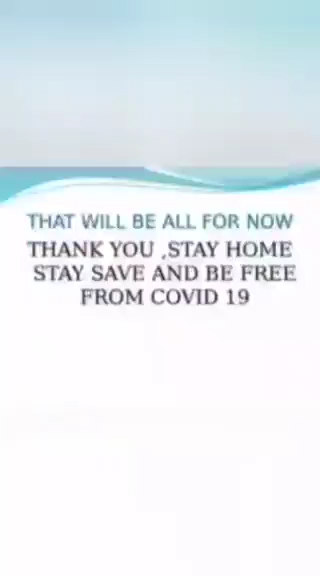 THAT WILL BE ALL FOR NOW
THANK YOU ,STAY HOME
STAY SAVE AND BE FREE
FROM COVID 19